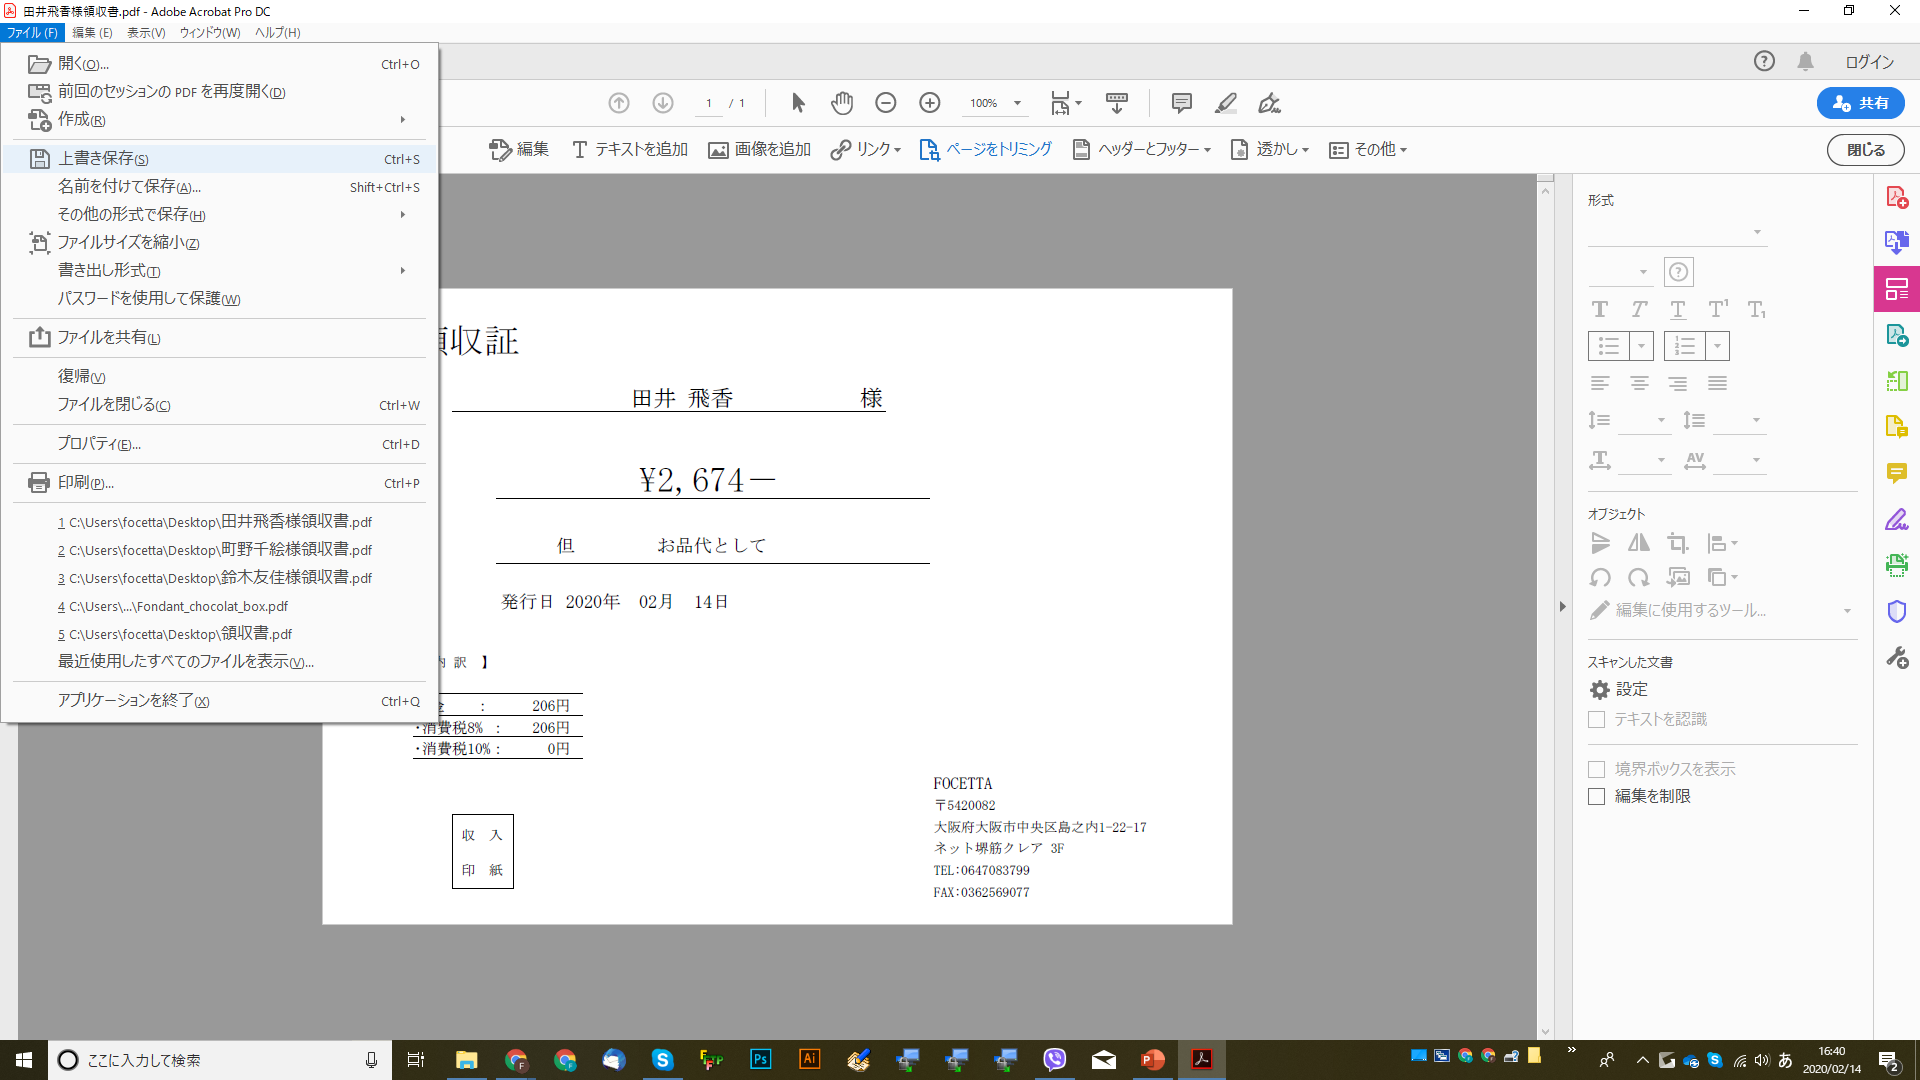 田井飛香様領収書.pdf - Adobe Acrobat Pro DC
ファイル(F) 編集(E) 表示(V) ウィンドウ(W) ヘルプ(H)
開く(O)... Ctrl+O
前回のセッションの PDF を再度開く(D)
作成(R)
上書き保存(S) Ctrl+S
名前を付けて保存(A)... Shift+Ctrl+S
その他の形式で保存(H)
ファイルサイズを縮小(Z)
書き出し形式(T)
パスワードを使用して保護(W)
ファイルを共有(L)
復帰(V)
ファイルを閉じる(C) Ctrl+W
プロパティ(E)... Ctrl+D
印刷(P)... Ctrl+P
1 C:\Users\focetta\Desktop\田井飛香様領収書.pdf
2 C:\Users\focetta\Desktop\町野千絵様領収書.pdf
3 C:\Users\focetta\Desktop\鈴木友佳様領収書.pdf
4 C:\Users\...\Fondant_chocolat_box.pdf
5 C:\Users\focetta\Desktop\領収書.pdf
最近使用したすべてのファイルを表示(V)...
アプリケーションを終了(X) Ctrl+Q
ログイン
1 / 1
100%
共有
編集 テキストを追加 画像を追加 リンク ページをトリミング ヘッダーとフッター 透かし その他
閉じる
収証
田井 飛香 様
¥2,674－
但 お品代として
発行日 2020年 02月 14日
訳 】
金 : 206円
・消費税8% : 206円
・消費税10% : 0円
収 入
印 紙
FOCETTA
〒5420082
大阪府大阪市中央区島之内1-22-17
ネット堺筋クレア 3F
TEL:0647083799
FAX:0362569077
形式
オブジェクト
編集に使用するツール...
スキャンした文書
設定
テキストを認識
境界ボックスを表示
編集を制限
ここに入力して検索
あ
16:40
2020/02/14
2